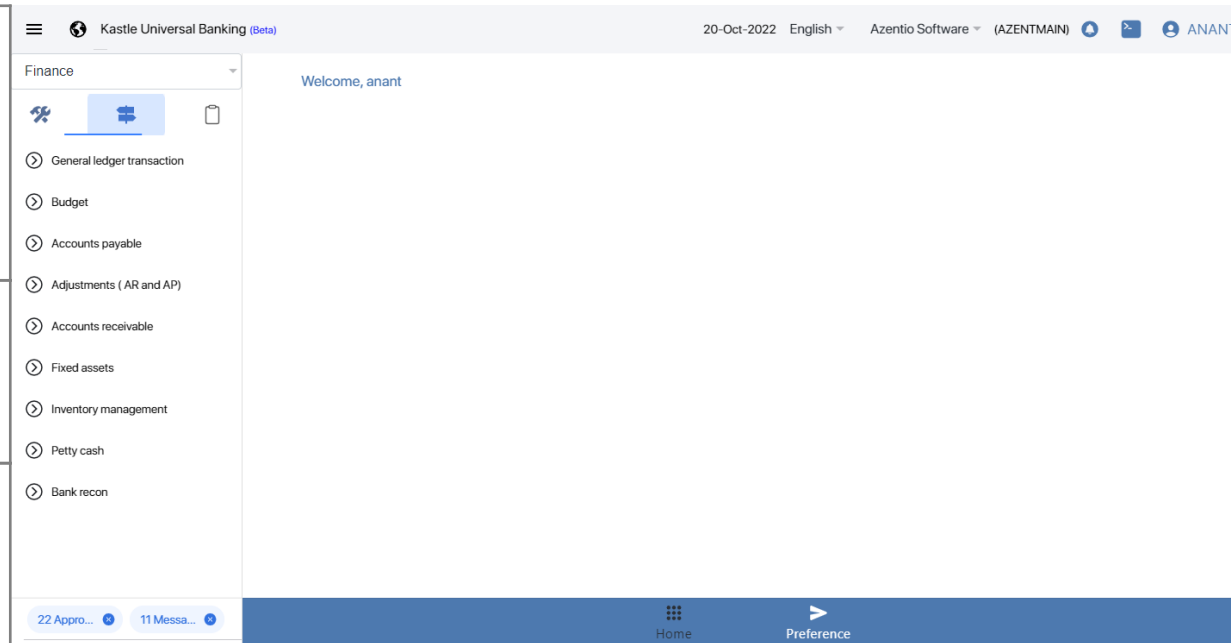 Kastle Universal Banking (Beta)
20-Oct-2022 English Azentio Software (AZENTMAIN) ANANT
Finance
Welcome, anant
General ledger transaction
Budget
Accounts payable
Adjustments ( AR and AP)
Accounts receivable
Fixed assets
Inventory management
Petty cash
Bank recon
22 Appro... 11 Messa...
Home
Preference